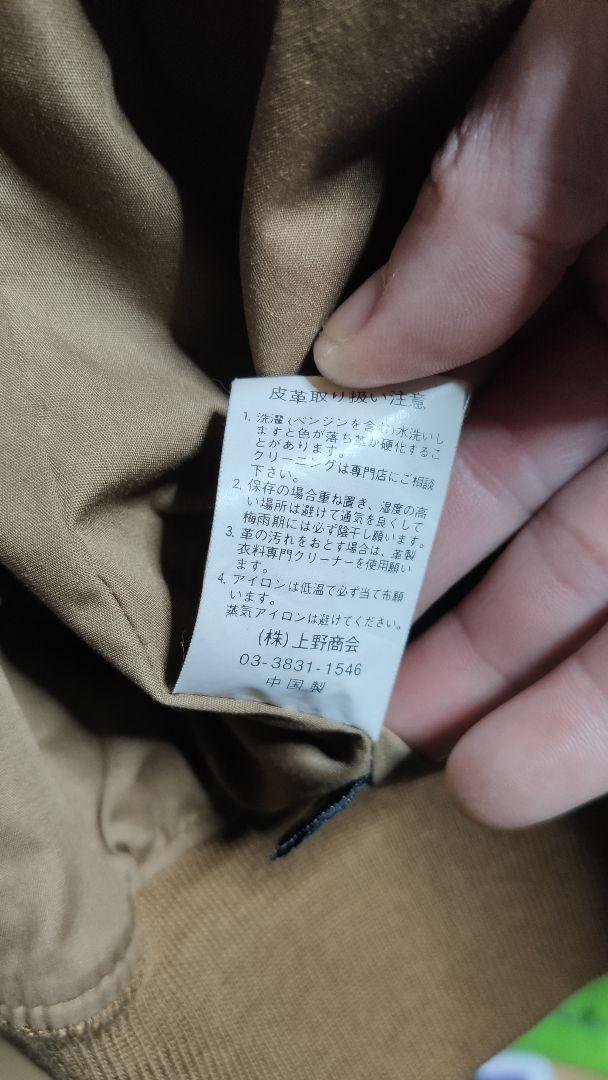 皮革取り扱い注意
1. 洗濯(ベンジンを含む)水洗いし
ますと色が落ち革が硬化するこ
とがあります。
クリーニングは専門店にご相談
下さい。
2. 保存の場合重ね置き、湿度の高
い場所は避けて通気を良くして
梅雨期には必ず陰干し願います。
3. 革の汚れをおとす場合は、革製
衣料専門クリーナーを使用願い
ます。
4. アイロンは低温で必ず当て布願
います。
蒸気アイロンは避けてください。
(株)上野商会
03-3831-1546
中国製